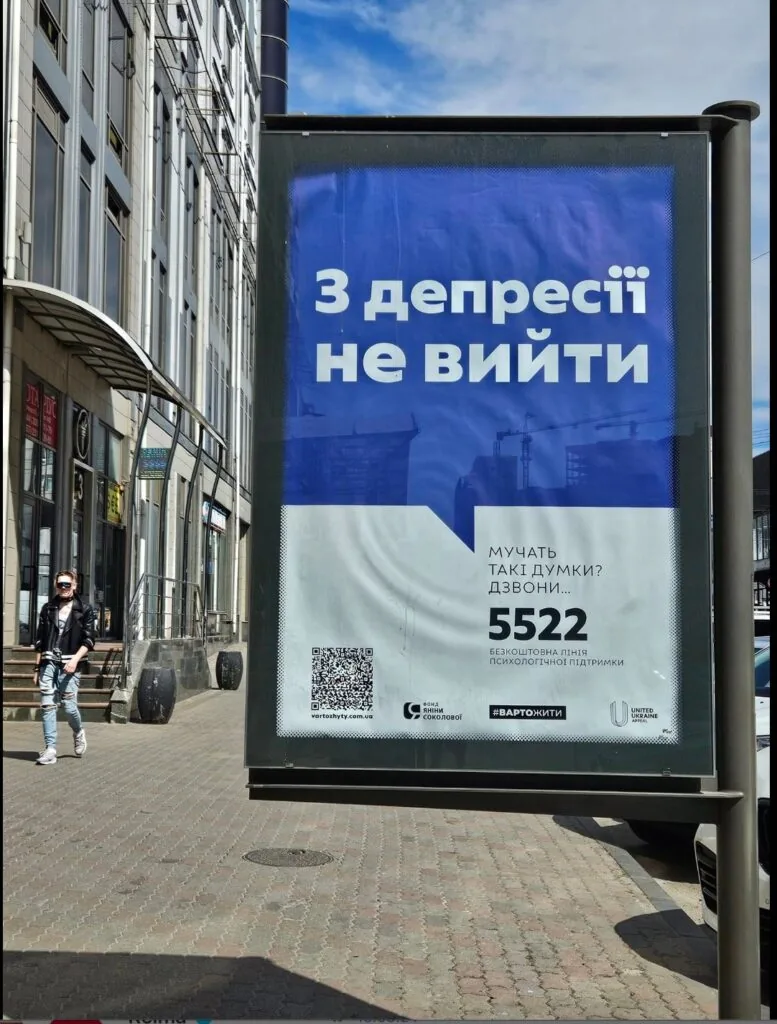 З депресії
не вийти
МУЧАТЬ
ТАКІ ДУМКИ?
ДЗВОНИ...
5522
БЕЗКОШТОВНА ЛІНІЯ
ПСИХОЛОГІЧНОЇ ПІДТРИМКИ
vartozhyty.com.ua
ФОНД
ЯНІНИ
СОКОЛОВОЇ
#ВАРТОЖИТИ
UNITED
UKRAINE
APPEAL